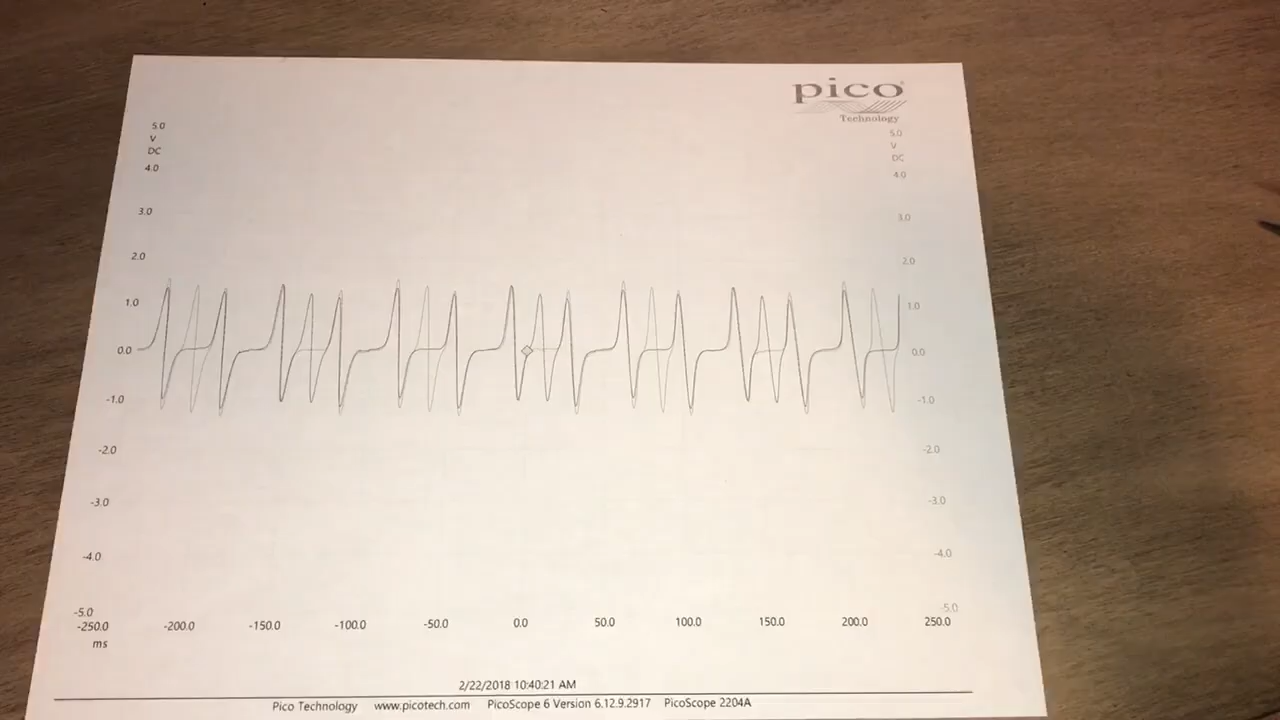 pico
Technology
5.0 5.0
V V
DC DC
4.0 4.0
3.0 3.0
2.0 2.0
1.0 1.0
0.0 0.0
-1.0 -1.0
-2.0 -2.0
-3.0 -3.0
-4.0 -4.0
-5.0 -5.0
-250.0 -200.0 -150.0 -100.0 -50.0 0.0 50.0 100.0 150.0 200.0 250.0
ms
2/22/2018 10:40:21 AM
Pico Technology www.picotech.com PicoScope 6 Version 6.12.9.2917 PicoScope 2204A